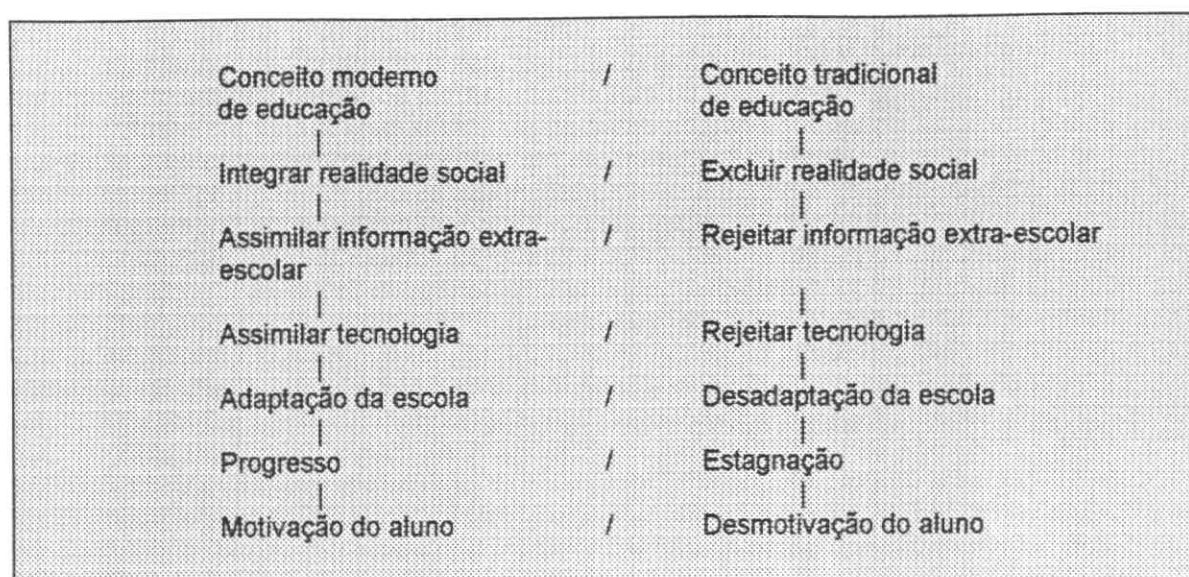 Conceito moderno / Conceito tradicional
de educação de educação
Integrar realidade social / Excluir realidade social
Assimilar informação extra- / Rejeitar informação extra-escolar
escolar
Assimilar tecnologia / Rejeitar tecnologia
Adaptação da escola / Desadaptação da escola
Progresso / Estagnação
Motivação do aluno / Desmotivação do aluno